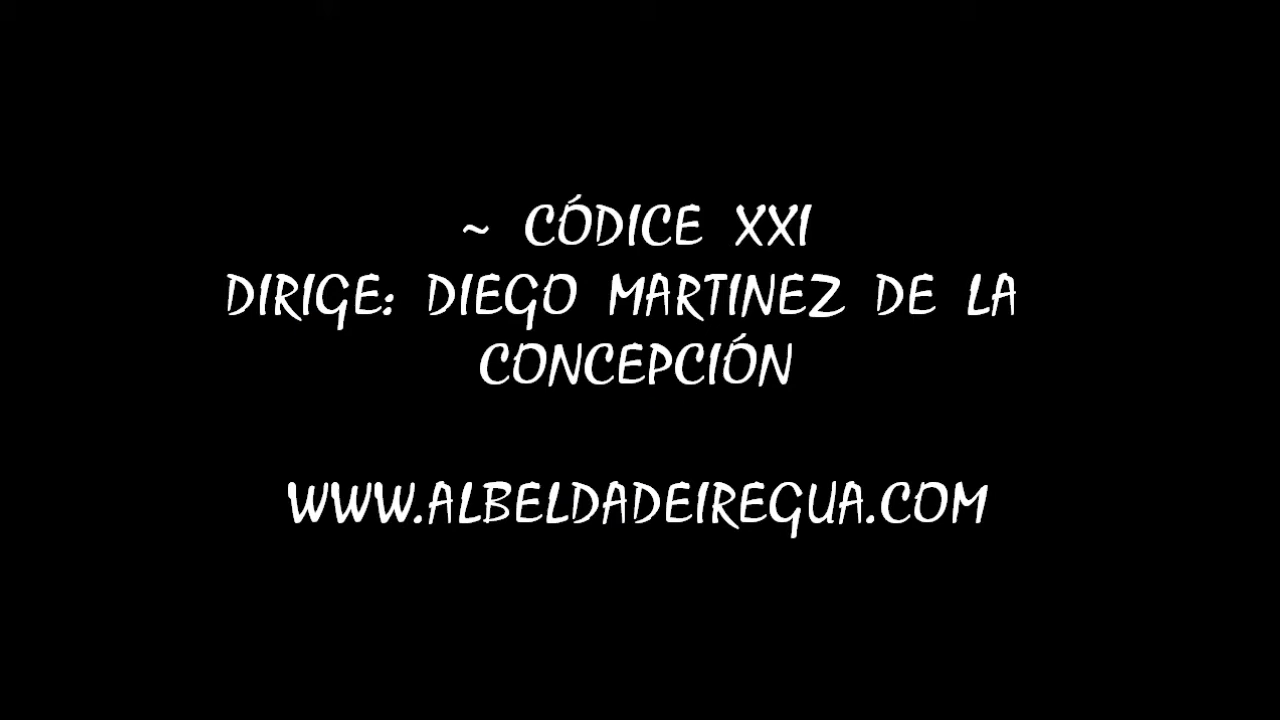 ~ CÓDICE XXI
DIRIGE: DIEGO MARTINEZ DE LA
CONCEPCIÓN
WWW.ALBELDADEIREGUA.COM